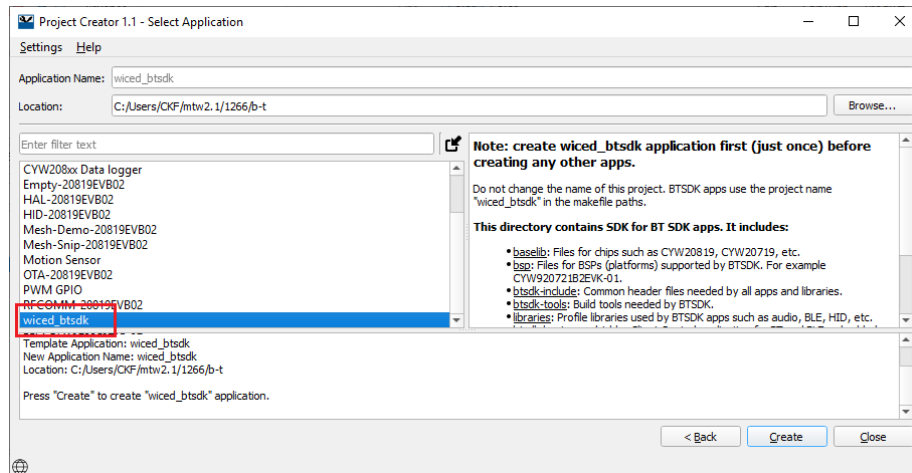 Project Creator 1.1 - Select Application
Settings Help
Application Name: wiced_btsdk
Location: C:/Users/CKF/mtw2.1/1266/b-t
Browse...
Enter filter text
CYW208xx Data logger
Empty-20819EVB02
HAL-20819EVB02
HID-20819EVB02
Mesh-Demo-20819EVB02
Mesh-Snip-20819EVB02
Motion Sensor
OTA-20819EVB02
PWM GPIO
RFCOMM-20819EVB02
wiced_btsdk
Note: create wiced_btsdk application first (just once) before
creating any other apps.
Do not change the name of this project. BTSDK apps use the project name
"wiced_btsdk" in the makefile paths.
This directory contains SDK for BT SDK apps. It includes:
•baselib: Files for chips such as CYW20819, CYW20719, etc.
•bsp: Files for BSPs (platforms) supported by BTSDK. For example
CYW920721B2EVK-01.
•btsdk-include: Common header files needed by all apps and libraries.
•btsdk-tools: Build tools needed by BTSDK.
•libraries: Profile libraries used by BTSDK apps such as audio, BLE, HID, etc.
Template Application: wiced_btsdk
New Application Name: wiced_btsdk
Location: C:/Users/CKF/mtw2.1/1266/b-t
Press "Create" to create "wiced_btsdk" application.
< Back
Create
Close